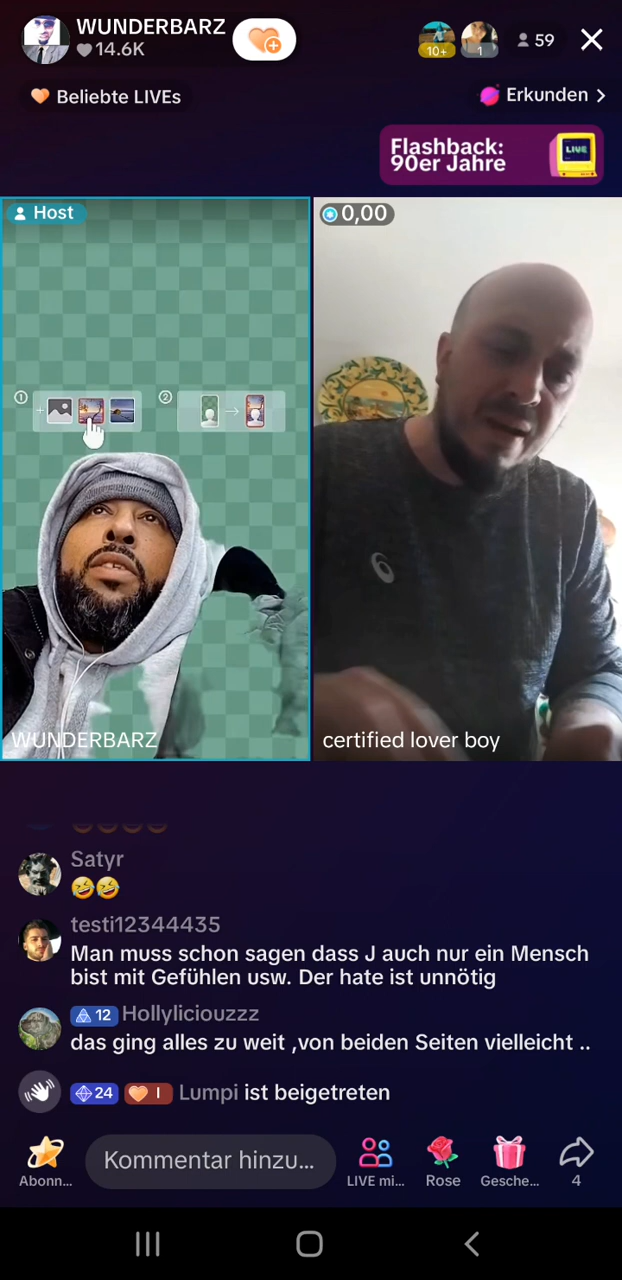 WUNDERBARZ
14.6K
10+
1
59
Beliebte LIVEs
Erkunden
Flashback:
90er Jahre
LIVE
Host
0,00
1
2
WUNDERBARZ
certified lover boy
Satyr
🤣🤣
testi12344435
Man muss schon sagen dass J auch nur ein Mensch
bist mit Gefühlen usw. Der hate ist unnötig
12 Hollyliciouzzz
das ging alles zu weit ,von beiden Seiten vielleicht ..
24 I Lumpi ist beigetreten
Kommentar hinzu...
Abonn...
LIVE mi...
Rose
Gesche...
4